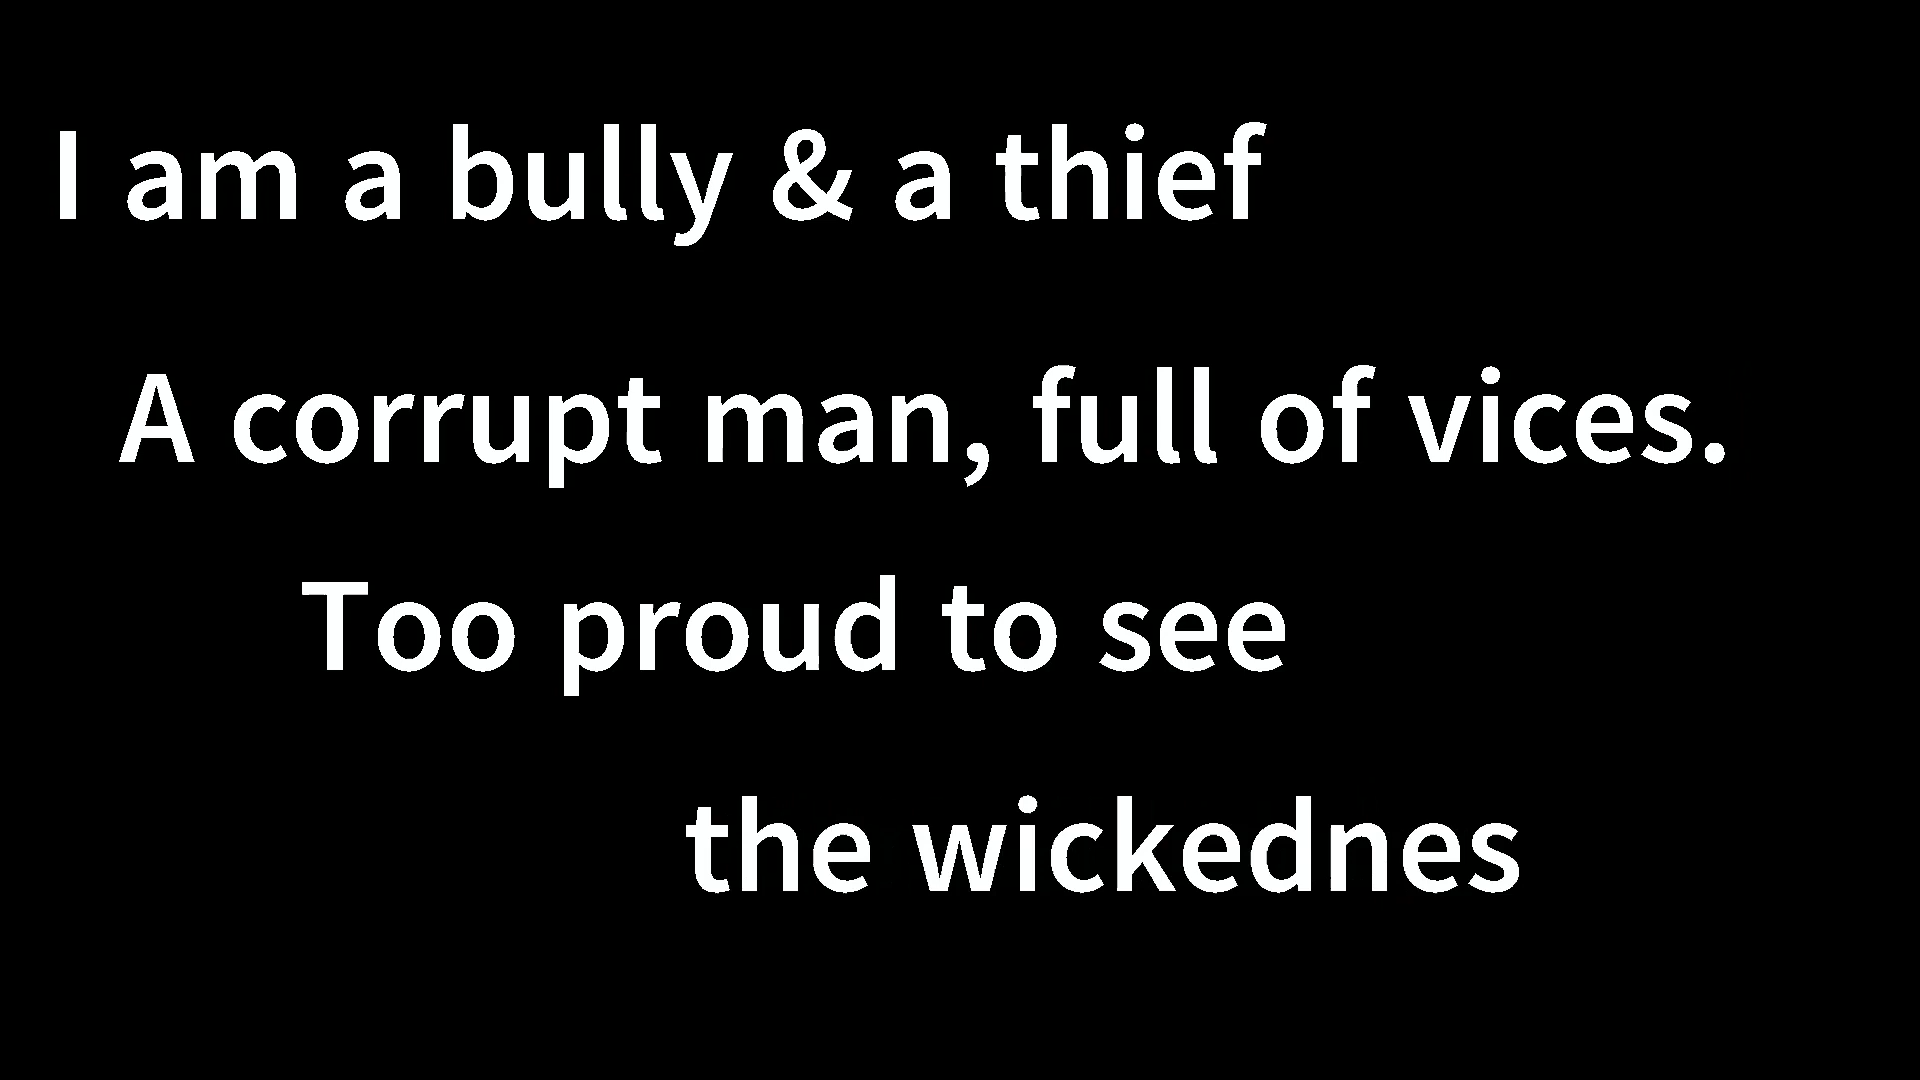 I am a bully & a thief
A corrupt man, full of vices.
Too proud to see
the wickednes